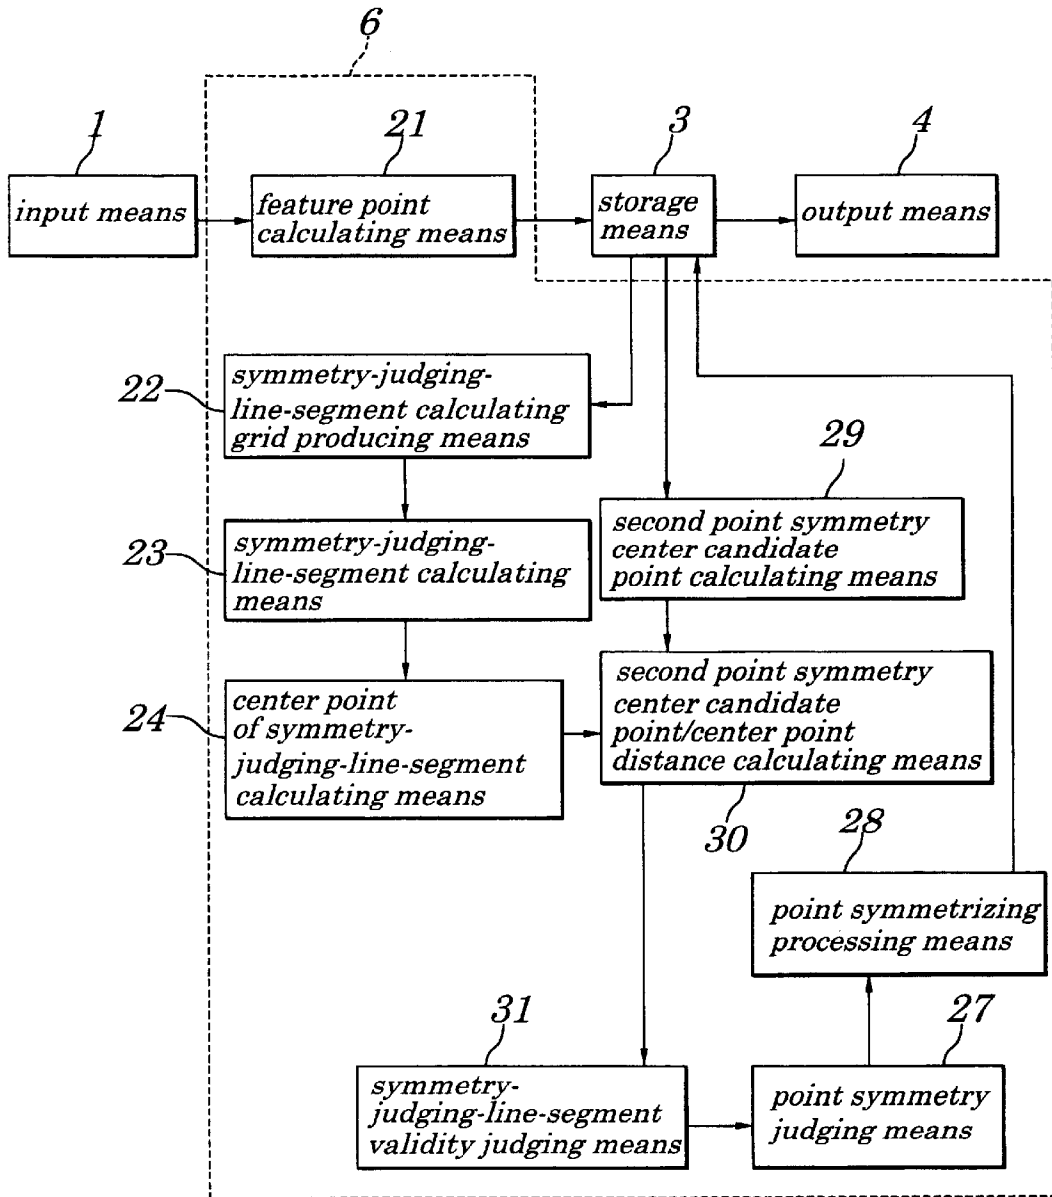 6
1
21
3
4
input means
feature point
calculating means
storage
means
output means
22
symmetry-judging-
line-segment calculating
grid producing means
29
23
symmetry-judging-
line-segment calculating
means
second point symmetry
center candidate
point calculating means
24
center point
of symmetry-
judging-line-segment
calculating means
second point symmetry
center candidate
point/center point
distance calculating means
30
28
point symmetrizing
processing means
31
27
symmetry-
judging-line-segment
validity judging means
point symmetry
judging means